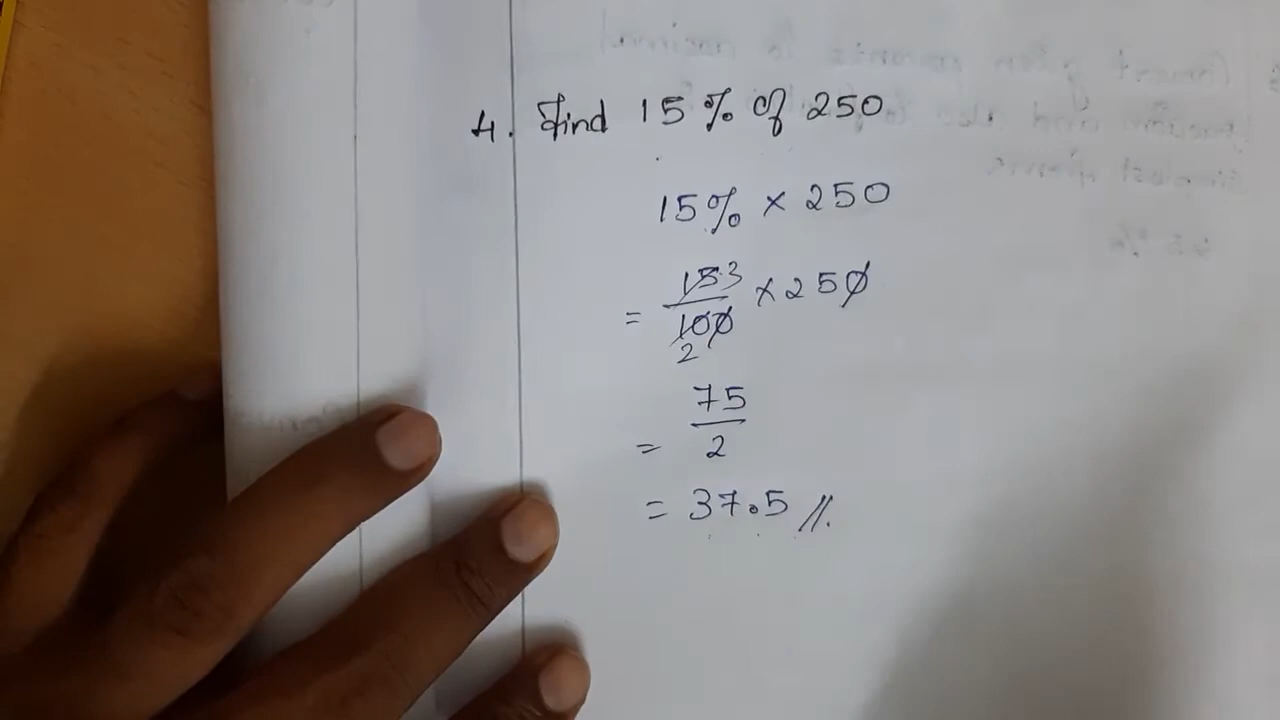 4. Find 15% of 250
15% × 250
= 15 3/100 2 × 250
= 75/2
= 37.5 //.